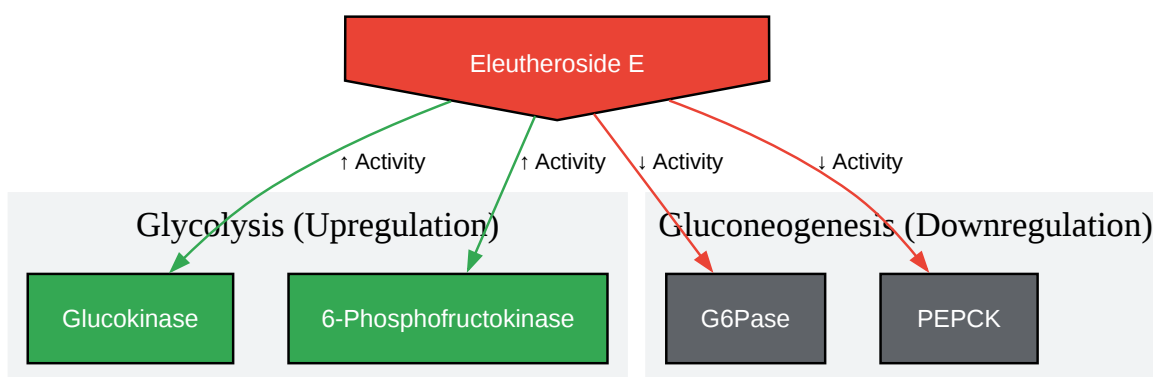 Eleutheroside E
↑ Activity
↑ Activity
↓ Activity
↓ Activity
Glycolysis (Upregulation)
Gluconeogenesis (Downregulation)
Glucokinase
6-Phosphofructokinase
G6Pase
PEPCK